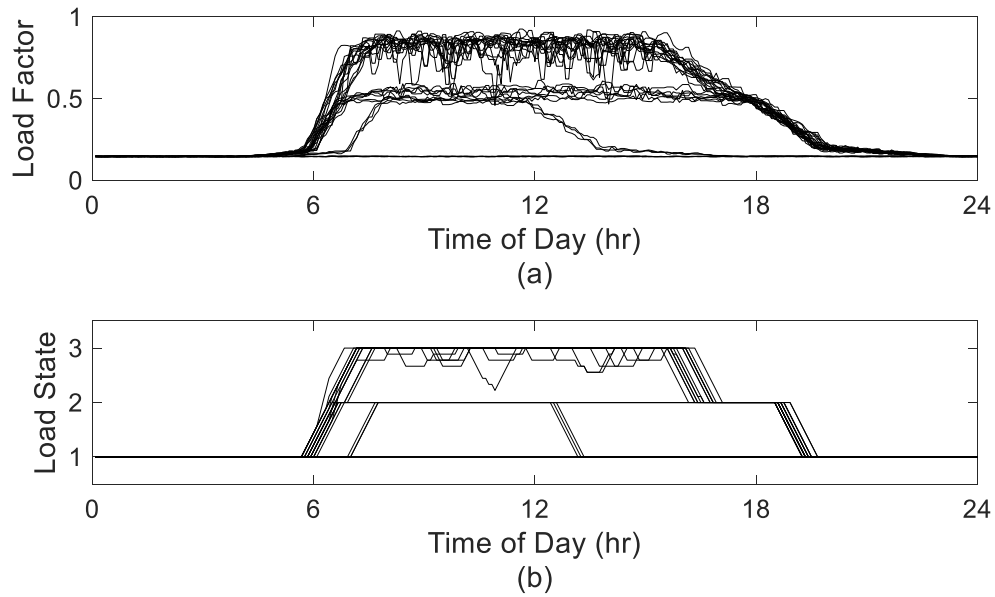 1
Load Factor
0.5
0
0 6 12 18 24
Time of Day (hr)
(a)
3
Load State
2
1
0 6 12 18 24
Time of Day (hr)
(b)